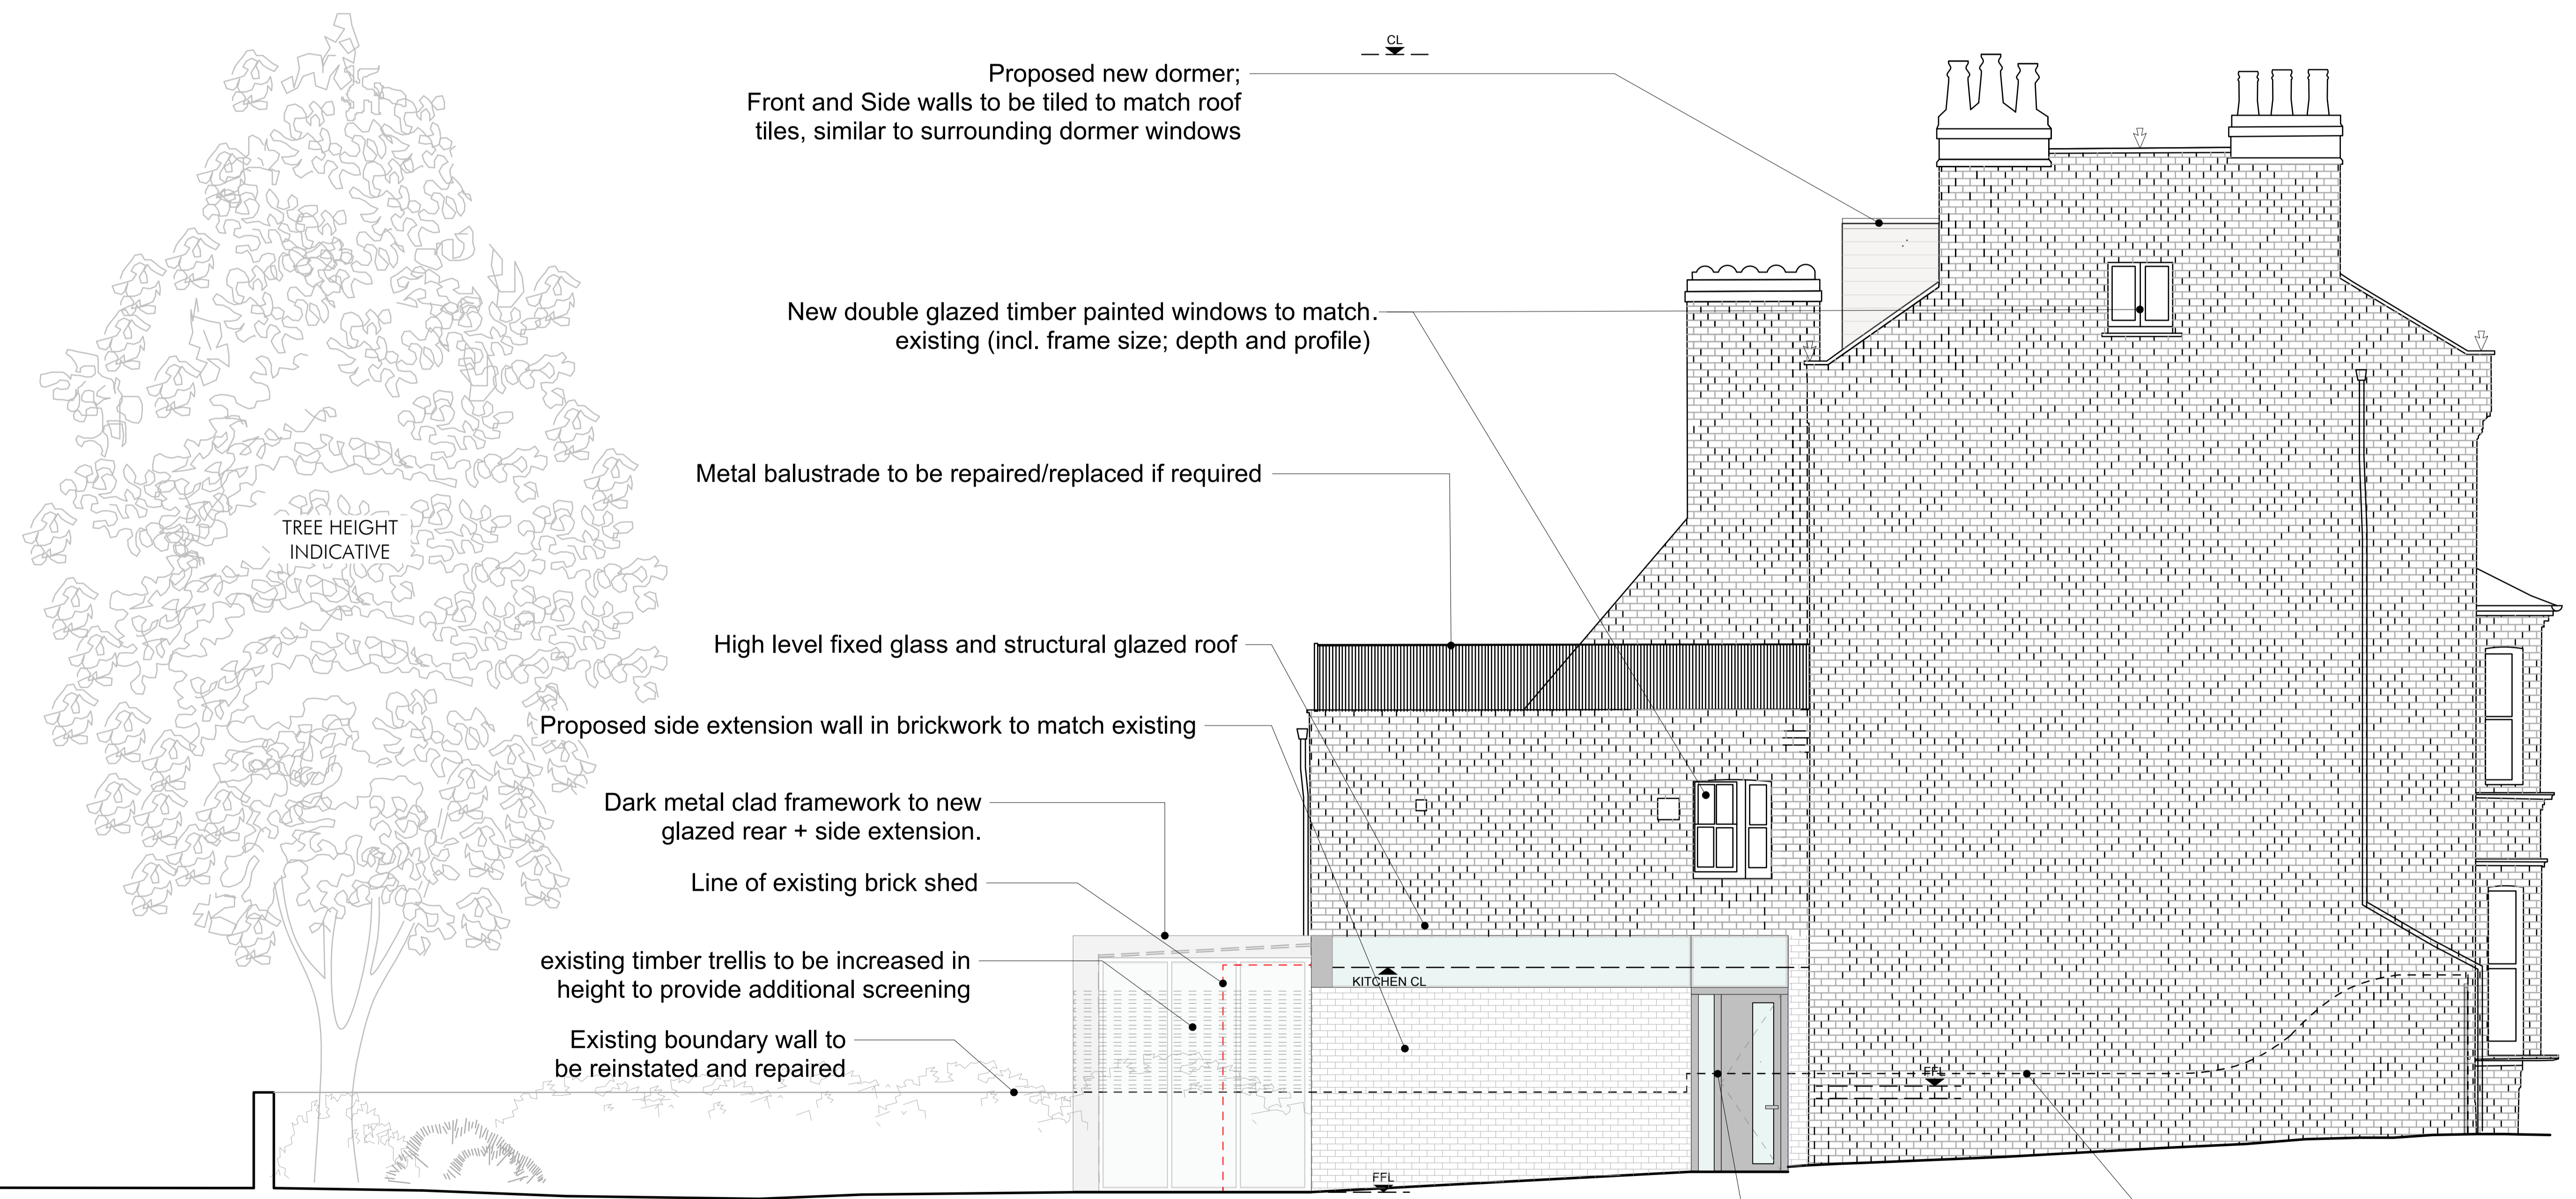 CL
Proposed new dormer;
Front and Side walls to be tiled to match roof
tiles, similar to surrounding dormer windows
New double glazed timber painted windows to match.
existing (incl. frame size; depth and profile)
Metal balustrade to be repaired/replaced if required
TREE HEIGHT
INDICATIVE
High level fixed glass and structural glazed roof
Proposed side extension wall in brickwork to match existing
Dark metal clad framework to new
glazed rear + side extension.
Line of existing brick shed
existing timber trellis to be increased in
height to provide additional screening
KITCHEN CL
Existing boundary wall to
be reinstated and repaired
FFL
FFL